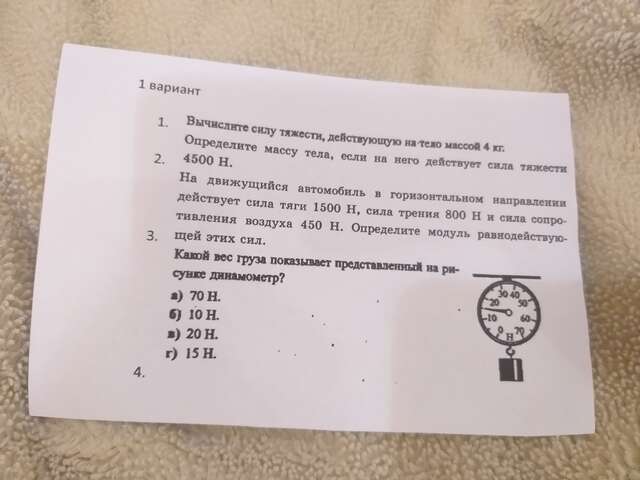 1 вариант
1. Вычислите силу тяжести, действующую на тело массой 4 кг.
Определите массу тела, если на него действует сила тяжести
2. 4500 Н.
На движущийся автомобиль в горизонтальном направлении
действует сила тяги 1500 Н, сила трения 800 Н и сила сопро-
тивления воздуха 450 Н. Определите модуль равнодействую-
3. щей этих сил.
Какой вес груза показывает представленный на ри-
сунке динамометр?
а) 70 Н.
б) 10 Н.
в) 20 Н.
г) 15 Н.
4.
30 40
20 50
10 60
0 70
Н